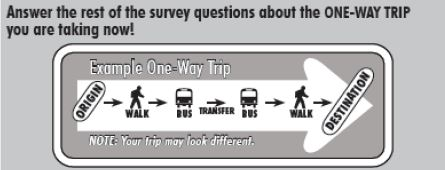 Answer the rest of the survey questions about the ONE-WAY TRIP
you are taking now!
Example One-Way Trip
ORIGIN
WALK
BUS
TRANSFER
BUS
WALK
DESTINATION
NOTE: Your trip may look different.